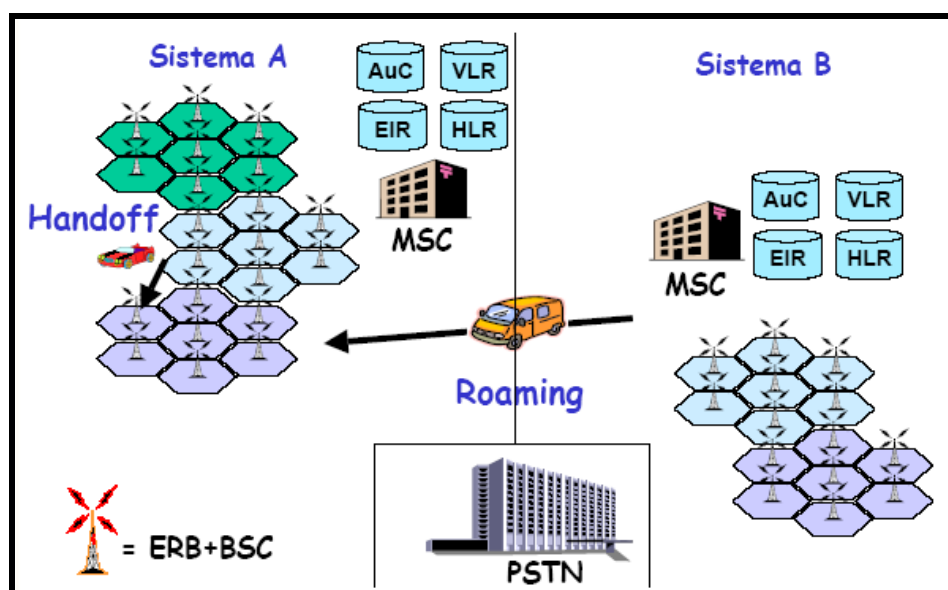 Sistema A
AuC VLR
EIR HLR
MSC
Handoff
Sistema B
AuC VLR
EIR HLR
MSC
Roaming
PSTN
= ERB+BSC